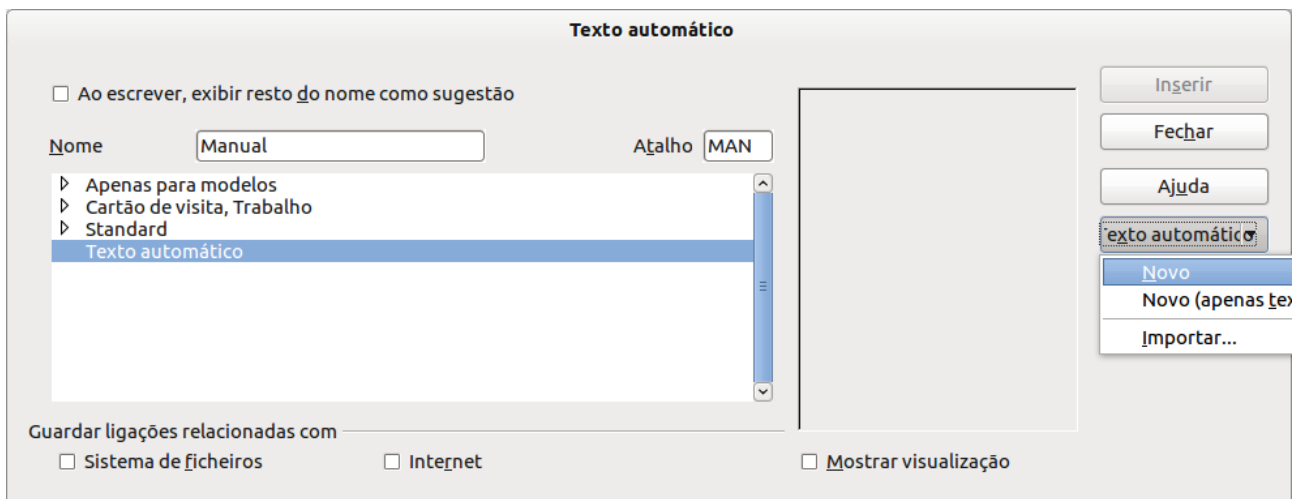 Texto automático
Ao escrever, exibir resto do nome como sugestão
Nome Manual Atalho MAN
Apenas para modelos
Cartão de visita, Trabalho
Standard
Texto automático
Guardar ligações relacionadas com
Sistema de ficheiros Internet
Mostrar visualização
Inserir
Fechar
Ajuda
Texto automático
Novo
Novo (apenas
Importar...